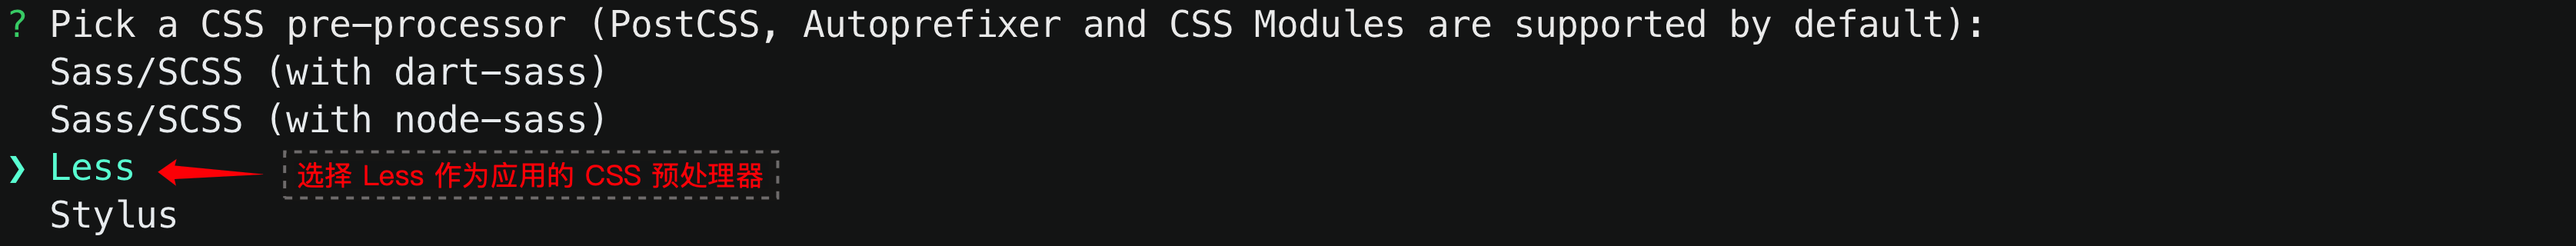 ? Pick a CSS pre-processor (PostCSS, Autoprefixer and CSS Modules are supported by default):
Sass/SCSS (with dart-sass)
Sass/SCSS (with node-sass)
❯ Less 选择 Less 作为应用的 CSS 预处理器
Stylus